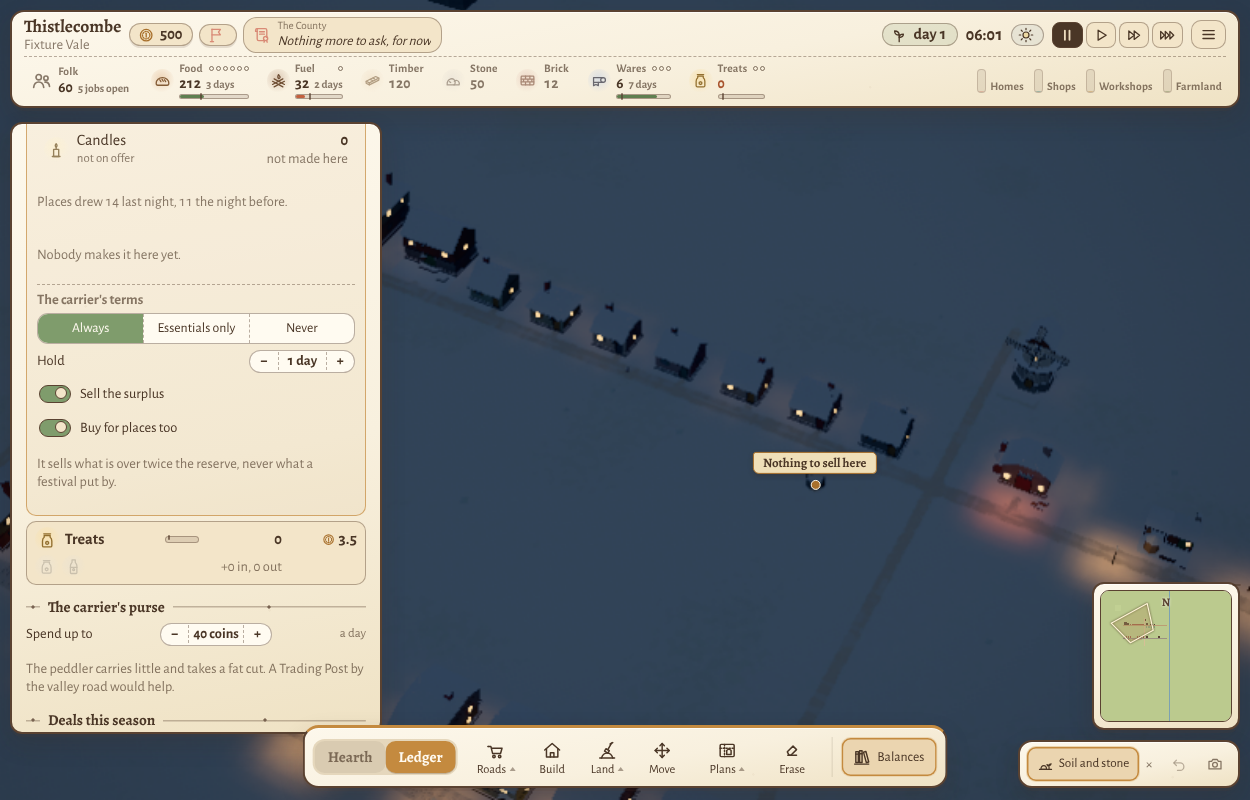 Thistlecombe
Fixture Vale
500
The County
Nothing more to ask, for now
day 1
06:01
Folk
60 5 jobs open
Food
212 3 days
Fuel
32 2 days
Timber
120
Stone
50
Brick
12
Wares
6 7 days
Treats
0
Homes
Shops
Workshops
Farmland
Candles
0
not on offer
not made here
Places drew 14 last night, 11 the night before.
Nobody makes it here yet.
The carrier's terms
Always
Essentials only
Never
Hold
− 1 day +
Sell the surplus
Buy for places too
It sells what is over twice the reserve, never what a
festival put by.
Treats
0
3.5
+0 in, 0 out
The carrier's purse
Spend up to
− 40 coins +
a day
The peddler carries little and takes a fat cut. A Trading Post by
the valley road would help.
Deals this season
Nothing to sell here
N
Hearth
Ledger
Roads
Build
Land
Move
Plans
Erase
Balances
Soil and stone
×